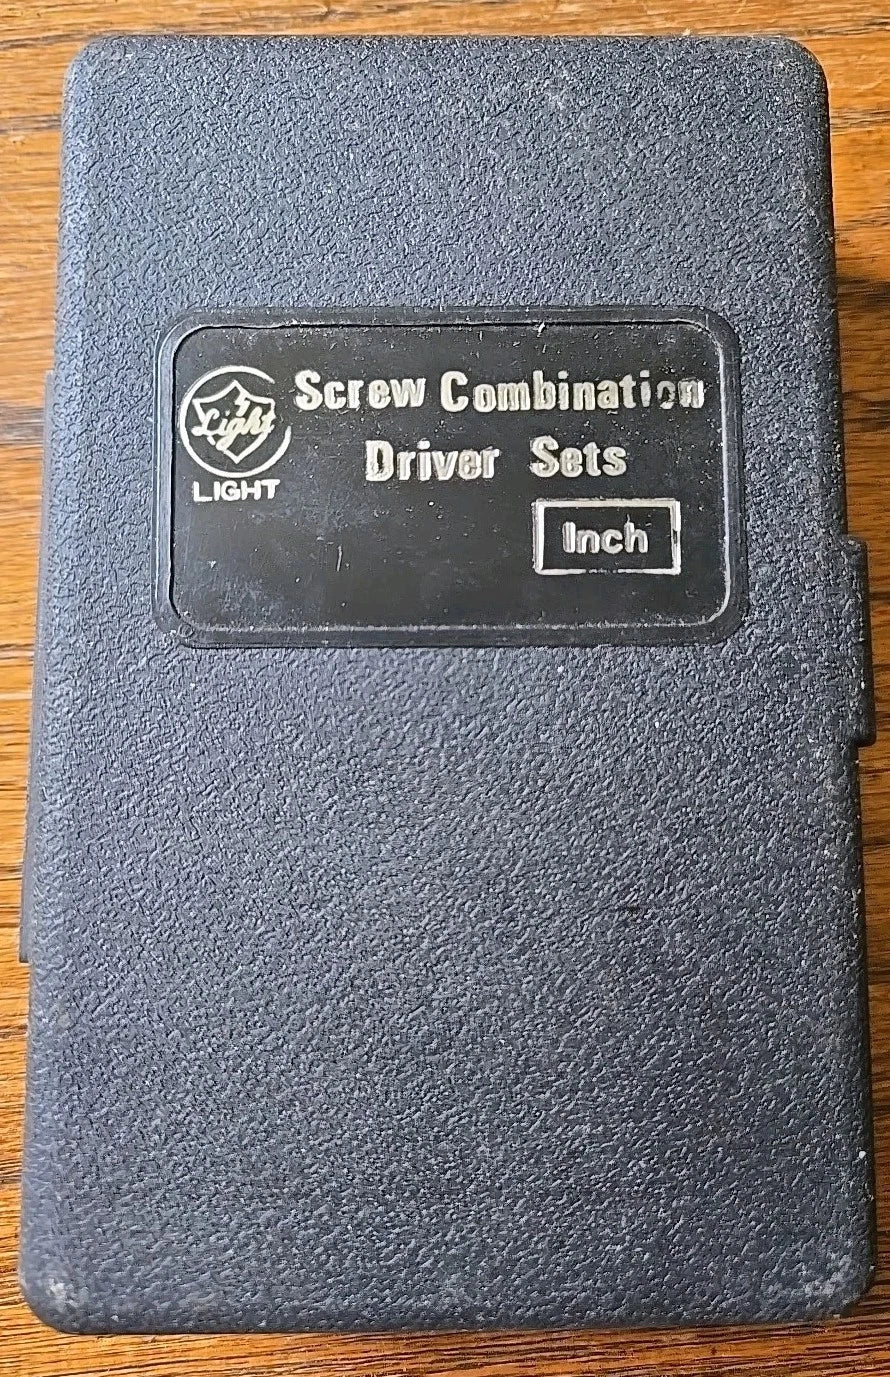 Screw Combination
Light
Driver Sets
LIGHT
Inch